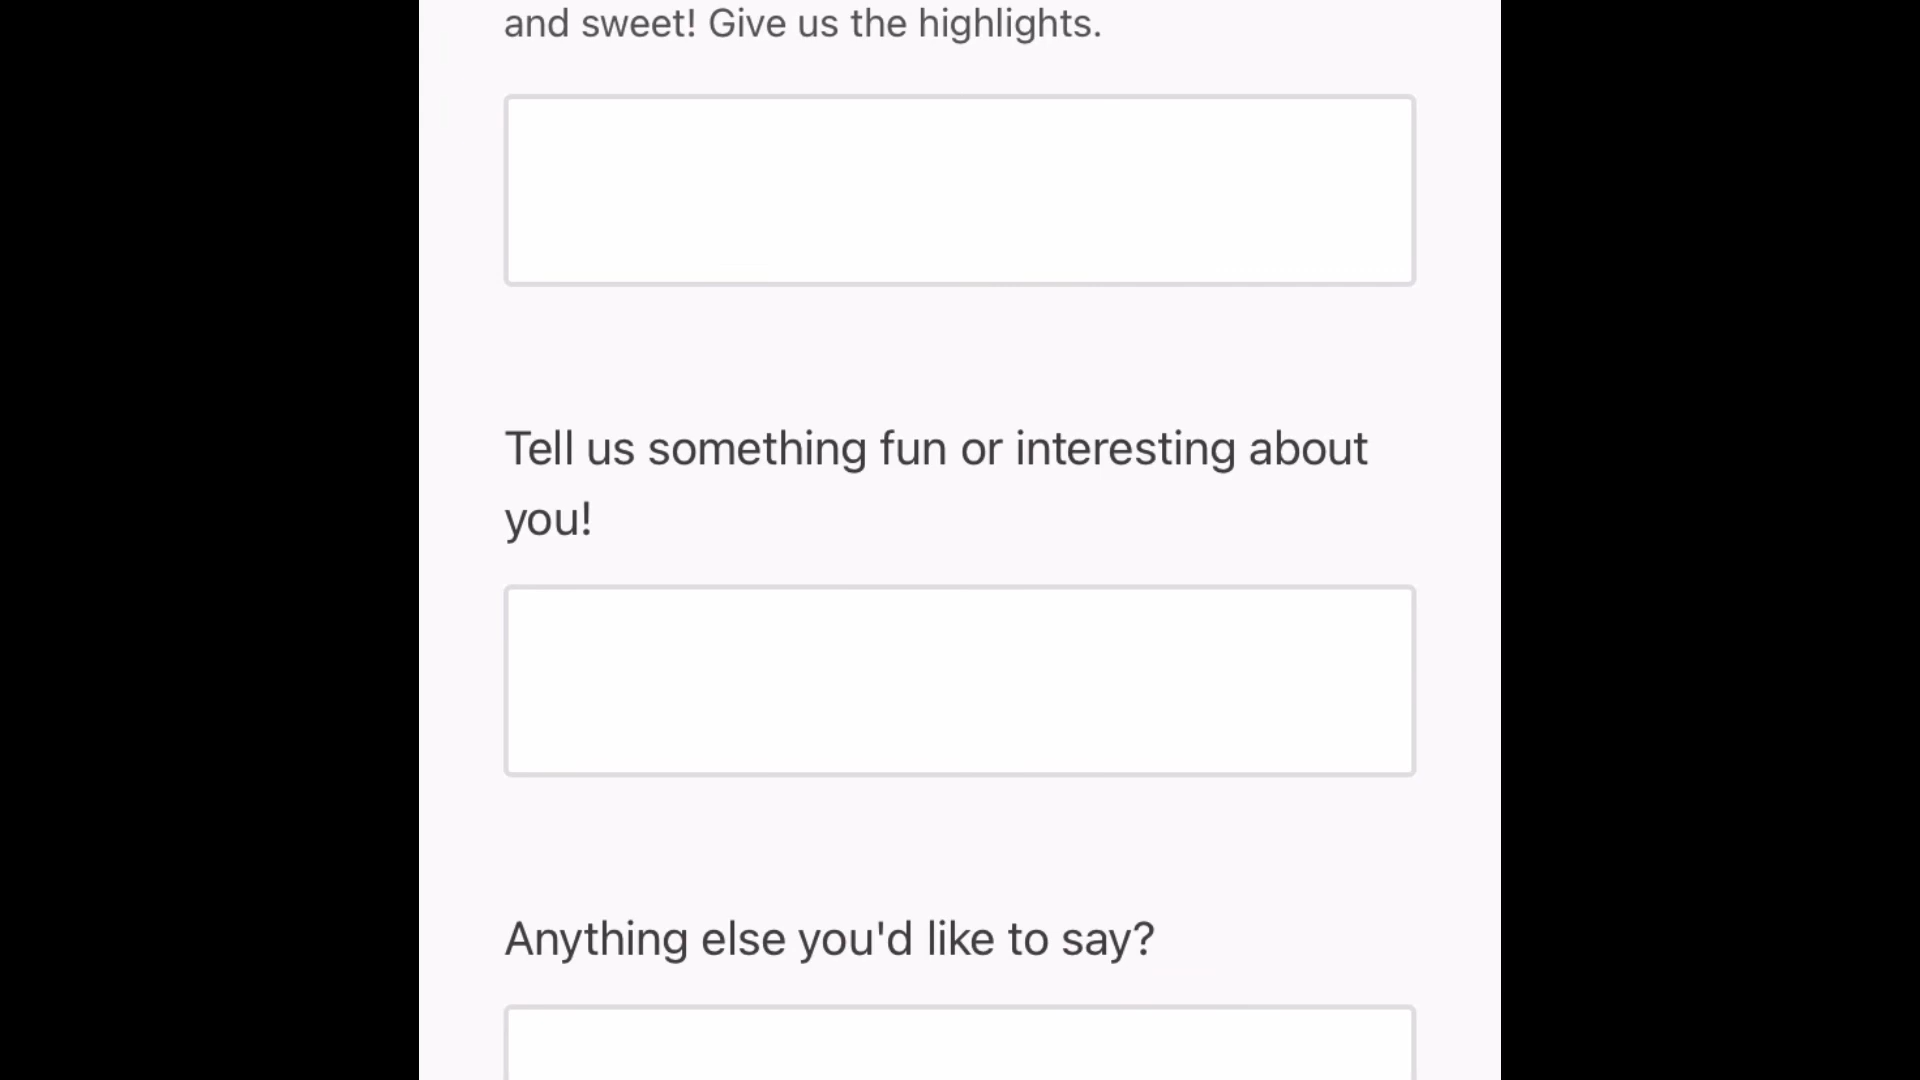 and sweet! Give us the highlights.
Tell us something fun or interesting about
you!
Anything else you'd like to say?